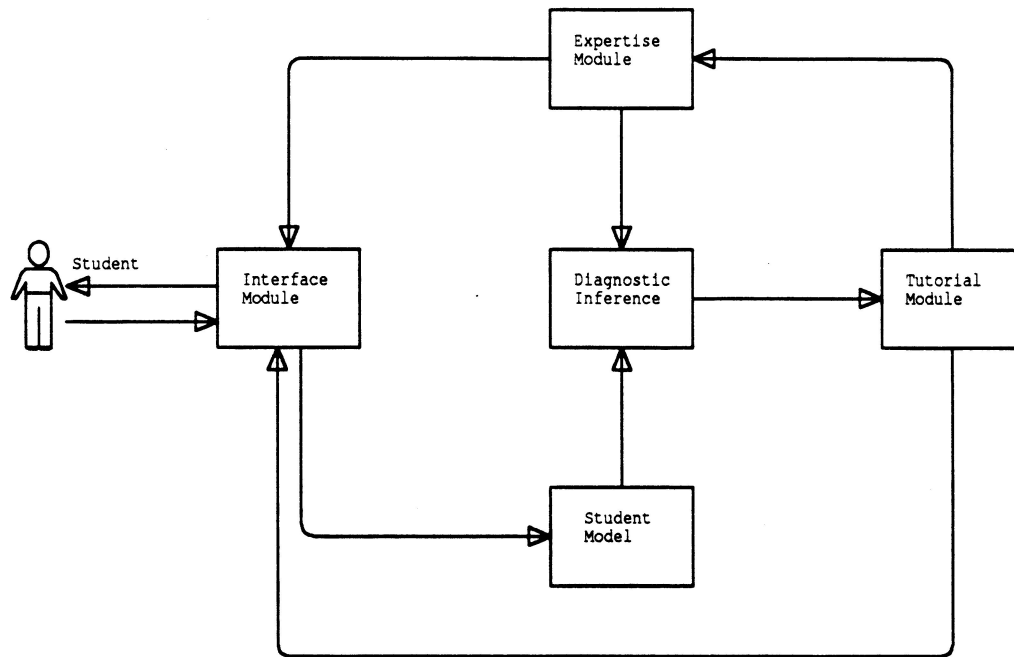 Expertise
Module
Student
Interface
Module
Diagnostic
Inference
Tutorial
Module
Student
Model